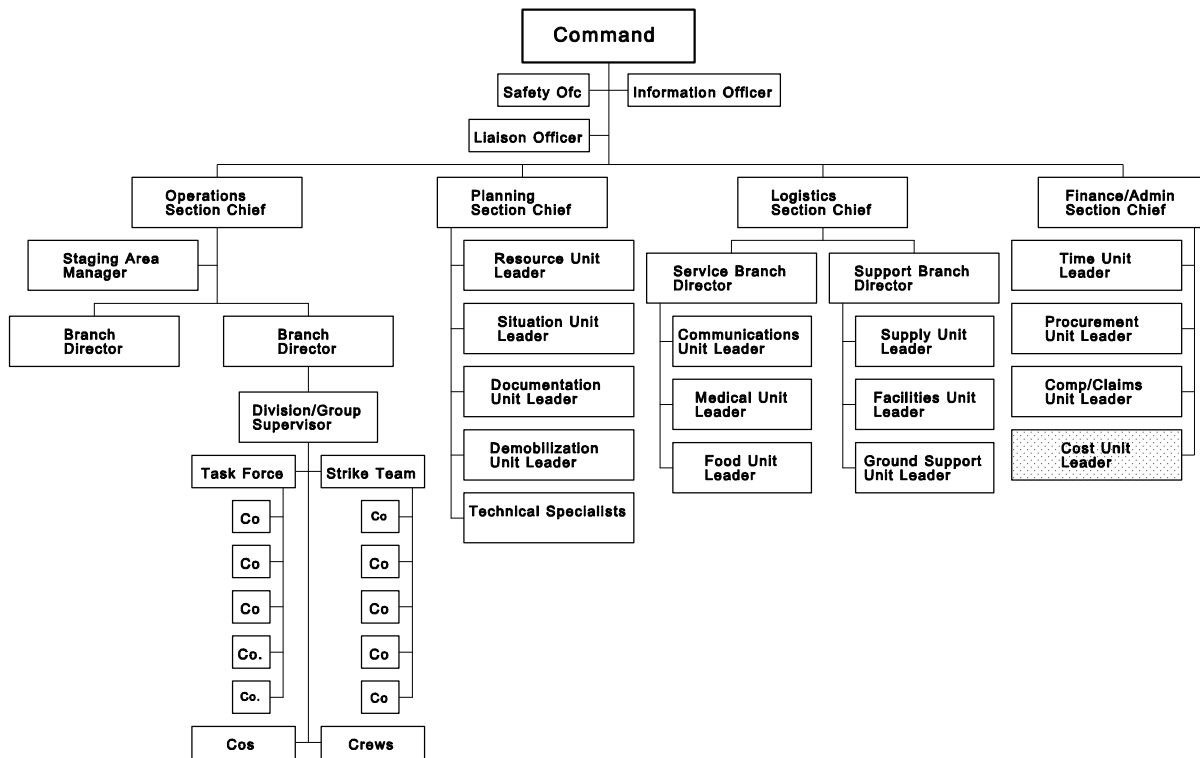 Command
Safety Ofc
Information Officer
Liaison Officer
Operations
Section Chief
Planning
Section Chief
Logistics
Section Chief
Finance/Admin
Section Chief
Staging Area
Manager
Branch
Director
Branch
Director
Division/Group
Supervisor
Task Force
Strike Team
Co
Co
Co
Co.
Co.
Co
Co
Co
Co
Co
Cos
Crews
Resource Unit
Leader
Situation Unit
Leader
Documentation
Unit Leader
Demobilization
Unit Leader
Technical Specialists
Service Branch
Director
Communications
Unit Leader
Medical Unit
Leader
Food Unit
Leader
Support Branch
Director
Supply Unit
Leader
Facilities Unit
Leader
Ground Support
Unit Leader
Time Unit
Leader
Procurement
Unit Leader
Comp/Claims
Unit Leader
Cost Unit
Leader